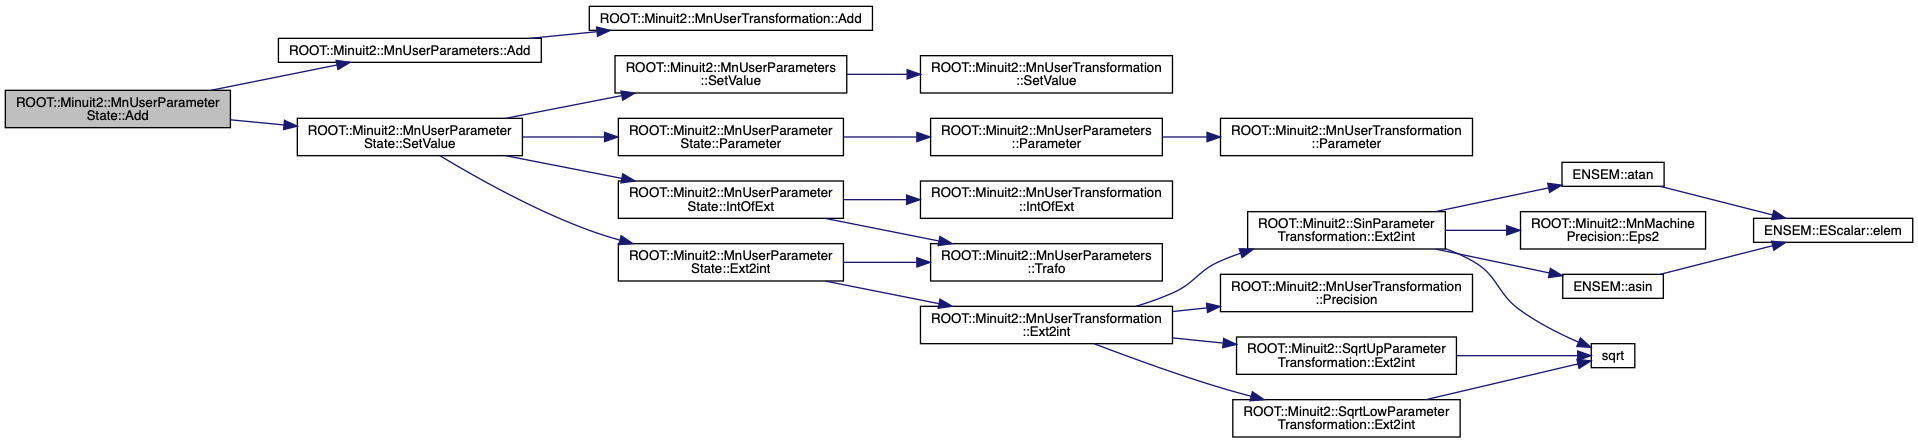 ROOT::Minuit2::MnUserParameter
State::Add
ROOT::Minuit2::MnUserParameters::Add
ROOT::Minuit2::MnUserTransformation::Add
ROOT::Minuit2::MnUserParameter
State::SetValue
ROOT::Minuit2::MnUserParameters
::SetValue
ROOT::Minuit2::MnUserTransformation
::SetValue
ROOT::Minuit2::MnUserParameter
State::Parameter
ROOT::Minuit2::MnUserParameters
::Parameter
ROOT::Minuit2::MnUserTransformation
::Parameter
ROOT::Minuit2::MnUserParameter
State::IntOfExt
ROOT::Minuit2::MnUserTransformation
::IntOfExt
ROOT::Minuit2::MnUserParameter
State::Ext2int
ROOT::Minuit2::MnUserParameters
::Trafo
ROOT::Minuit2::MnUserTransformation
::Ext2int
ROOT::Minuit2::SinParameter
Transformation::Ext2int
ROOT::Minuit2::MnUserTransformation
::Precision
ROOT::Minuit2::SqrtUpParameter
Transformation::Ext2int
ROOT::Minuit2::SqrtLowParameter
Transformation::Ext2int
ENSEM::atan
ROOT::Minuit2::MnMachine
Precision::Eps2
ENSEM::asin
sqrt
ENSEM::EScalar::elem